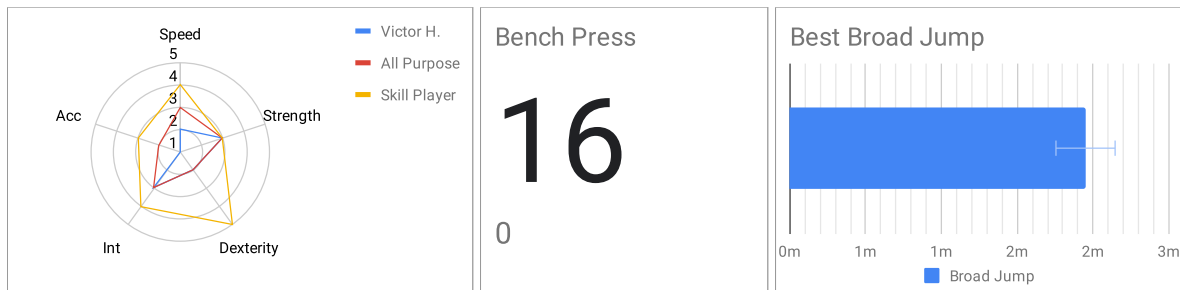 Speed
5
4
3
2
1
Acc
Strength
Int
Dexterity
Victor H.
All Purpose
Skill Player
Bench Press
16
0
Best Broad Jump
0m 1m 1m 2m 2m 3m
Broad Jump